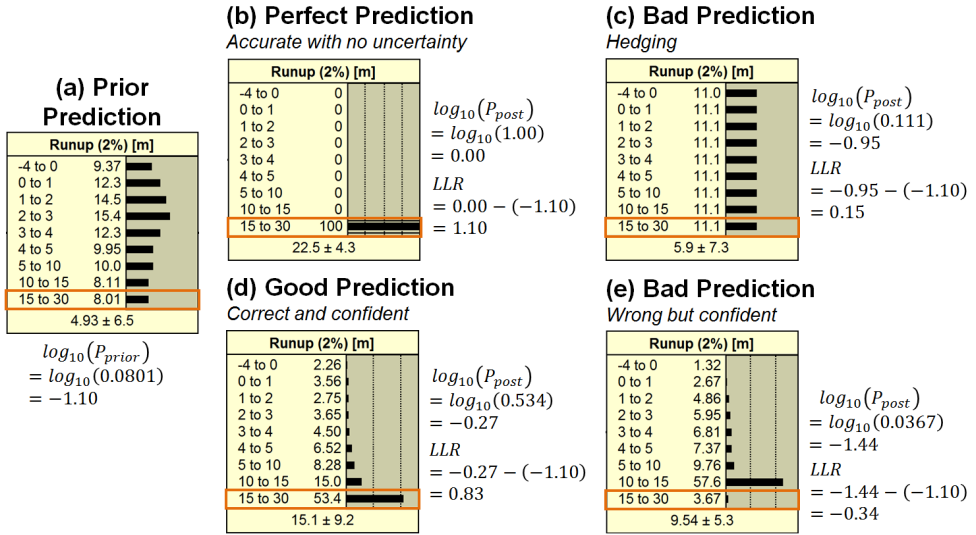 (a) Prior
Prediction
Runup (2%) [m]
-4 to 0 9.37
0 to 1 12.3
1 to 2 14.5
2 to 3 15.4
3 to 4 12.3
4 to 5 9.95
5 to 10 10.0
10 to 15 8.11
15 to 30 8.01
4.93 ± 6.5
log10(Pprior)
= log10(0.0801)
= −1.10
(b) Perfect Prediction
Accurate with no uncertainty
Runup (2%) [m]
-4 to 0 0
0 to 1 0
1 to 2 0
2 to 3 0
3 to 4 0
4 to 5 0
5 to 10 0
10 to 15 0
15 to 30 100
22.5 ± 4.3
log10(Ppost)
= log10(1.00)
= 0.00
LLR
= 0.00 − (−1.10)
= 1.10
(c) Bad Prediction
Hedging
Runup (2%) [m]
-4 to 0 11.0
0 to 1 11.1
1 to 2 11.1
2 to 3 11.1
3 to 4 11.1
4 to 5 11.1
5 to 10 11.1
10 to 15 11.1
15 to 30 11.1
5.9 ± 7.3
log10(Ppost)
= log10(0.111)
= −0.95
LLR
= −0.95 − (−1.10)
= 0.15
(d) Good Prediction
Correct and confident
Runup (2%) [m]
-4 to 0 2.26
0 to 1 3.56
1 to 2 2.75
2 to 3 3.65
3 to 4 4.50
4 to 5 6.52
5 to 10 8.28
10 to 15 15.0
15 to 30 53.4
15.1 ± 9.2
log10(Ppost)
= log10(0.534)
= −0.27
LLR
= −0.27 − (−1.10)
= 0.83
(e) Bad Prediction
Wrong but confident
Runup (2%) [m]
-4 to 0 1.32
0 to 1 2.67
1 to 2 4.86
2 to 3 5.95
3 to 4 6.81
4 to 5 7.37
5 to 10 9.76
10 to 15 57.6
15 to 30 3.67
9.54 ± 5.3
log10(Ppost)
= log10(0.0367)
= −1.44
LLR
= −1.44 − (−1.10)
= −0.34